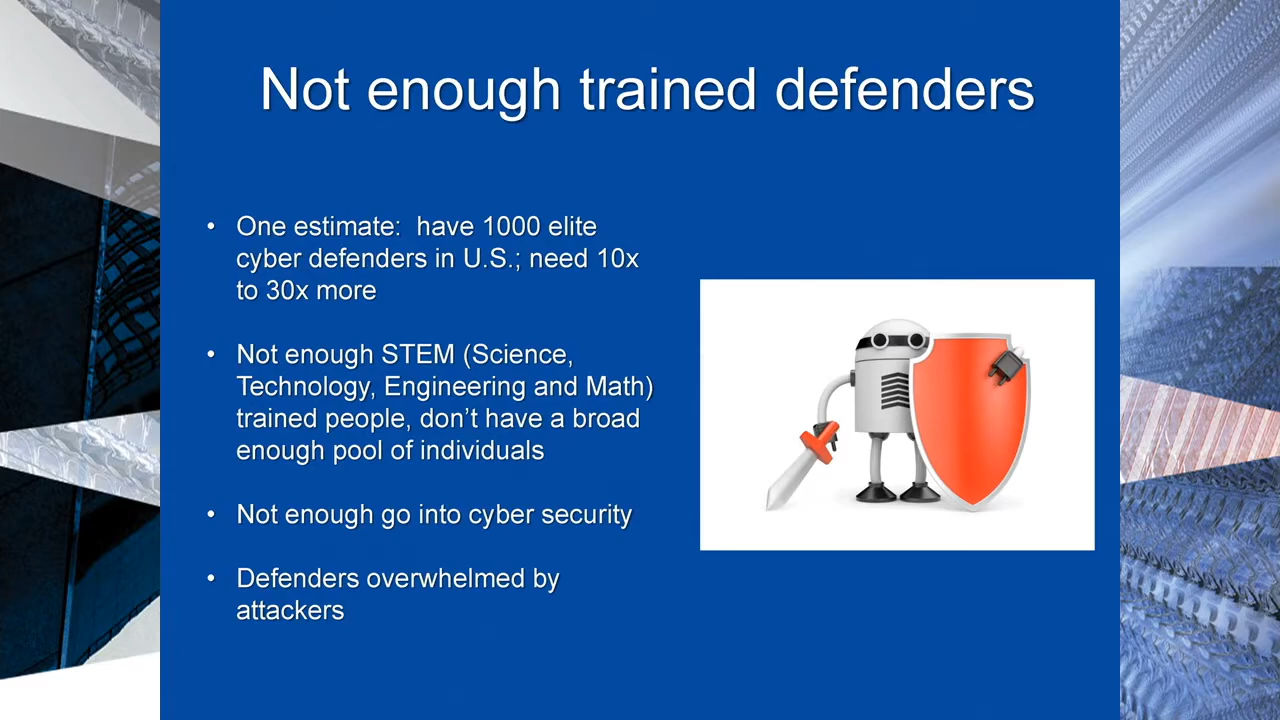 Not enough trained defenders
• One estimate:  have 1000 elite
cyber defenders in U.S.; need 10x
to 30x more
• Not enough STEM (Science,
Technology, Engineering and Math)
trained people, don’t have a broad
enough pool of individuals
• Not enough go into cyber security
• Defenders overwhelmed by
attackers